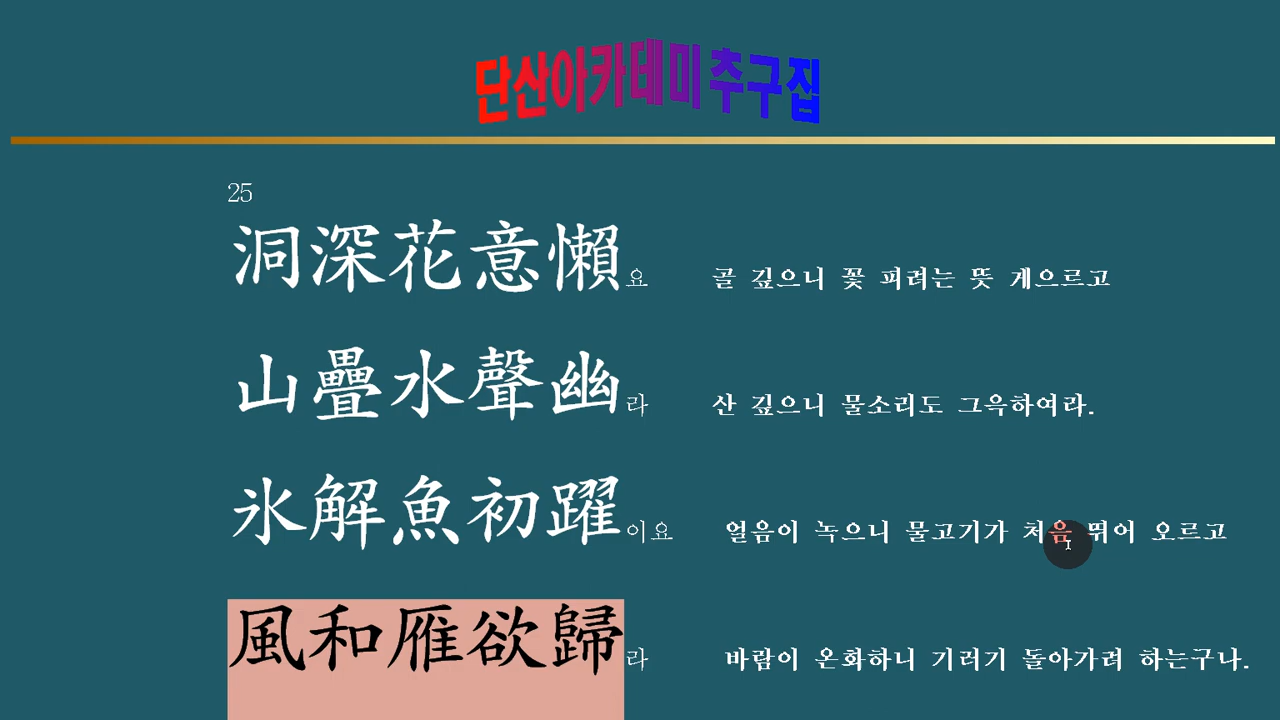 단산아카데미추구집
25
洞深花意懶요 골 깊으니 꽃 피려는 뜻 게으르고
山疊水聲幽라 산 깊으니 물소리도 그윽하여라.
氷解魚初躍이요 얼음이 녹으니 물고기가 처음 뛰어 오르고
風和雁欲歸라 바람이 온화하니 기러기 돌아가려 하는구나.